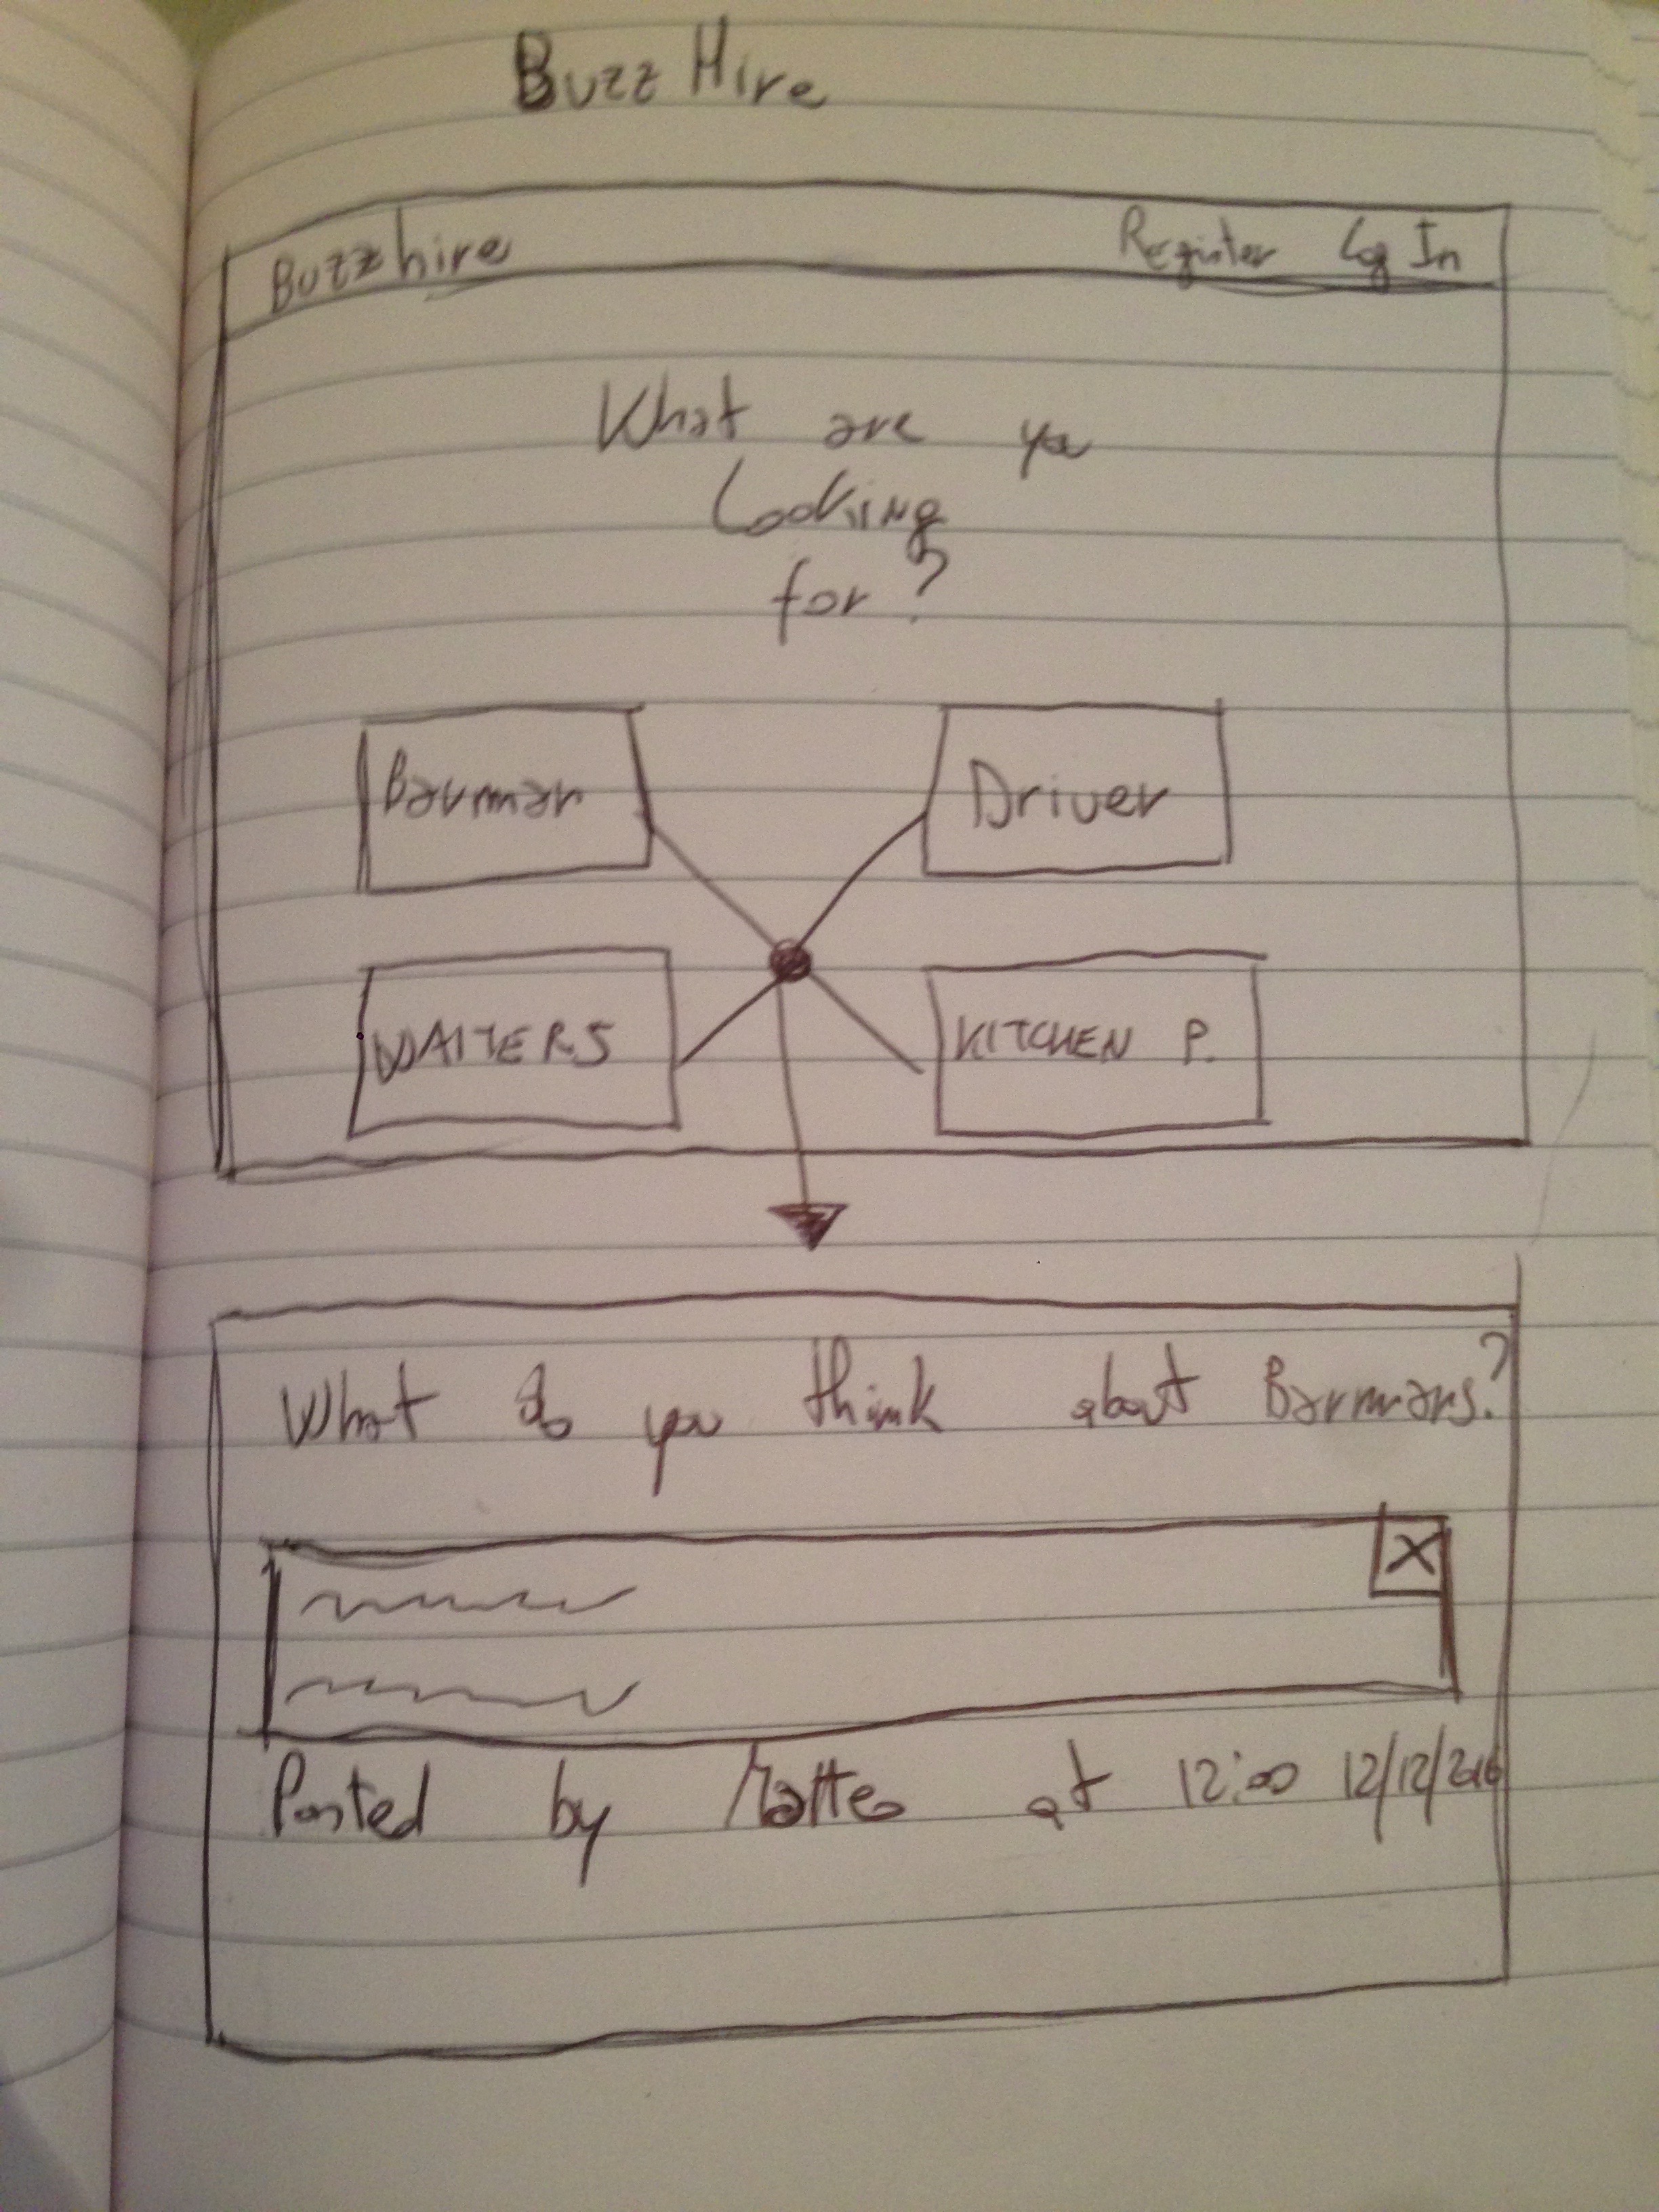 Buzz Hire
Buzzhire Register Log In
What are you
Looking
for?
Barman Driver
WAITERS KITCHEN P.
What do you think about Barmans?
X
Posted by Matteo at 12:00 12/12/2016